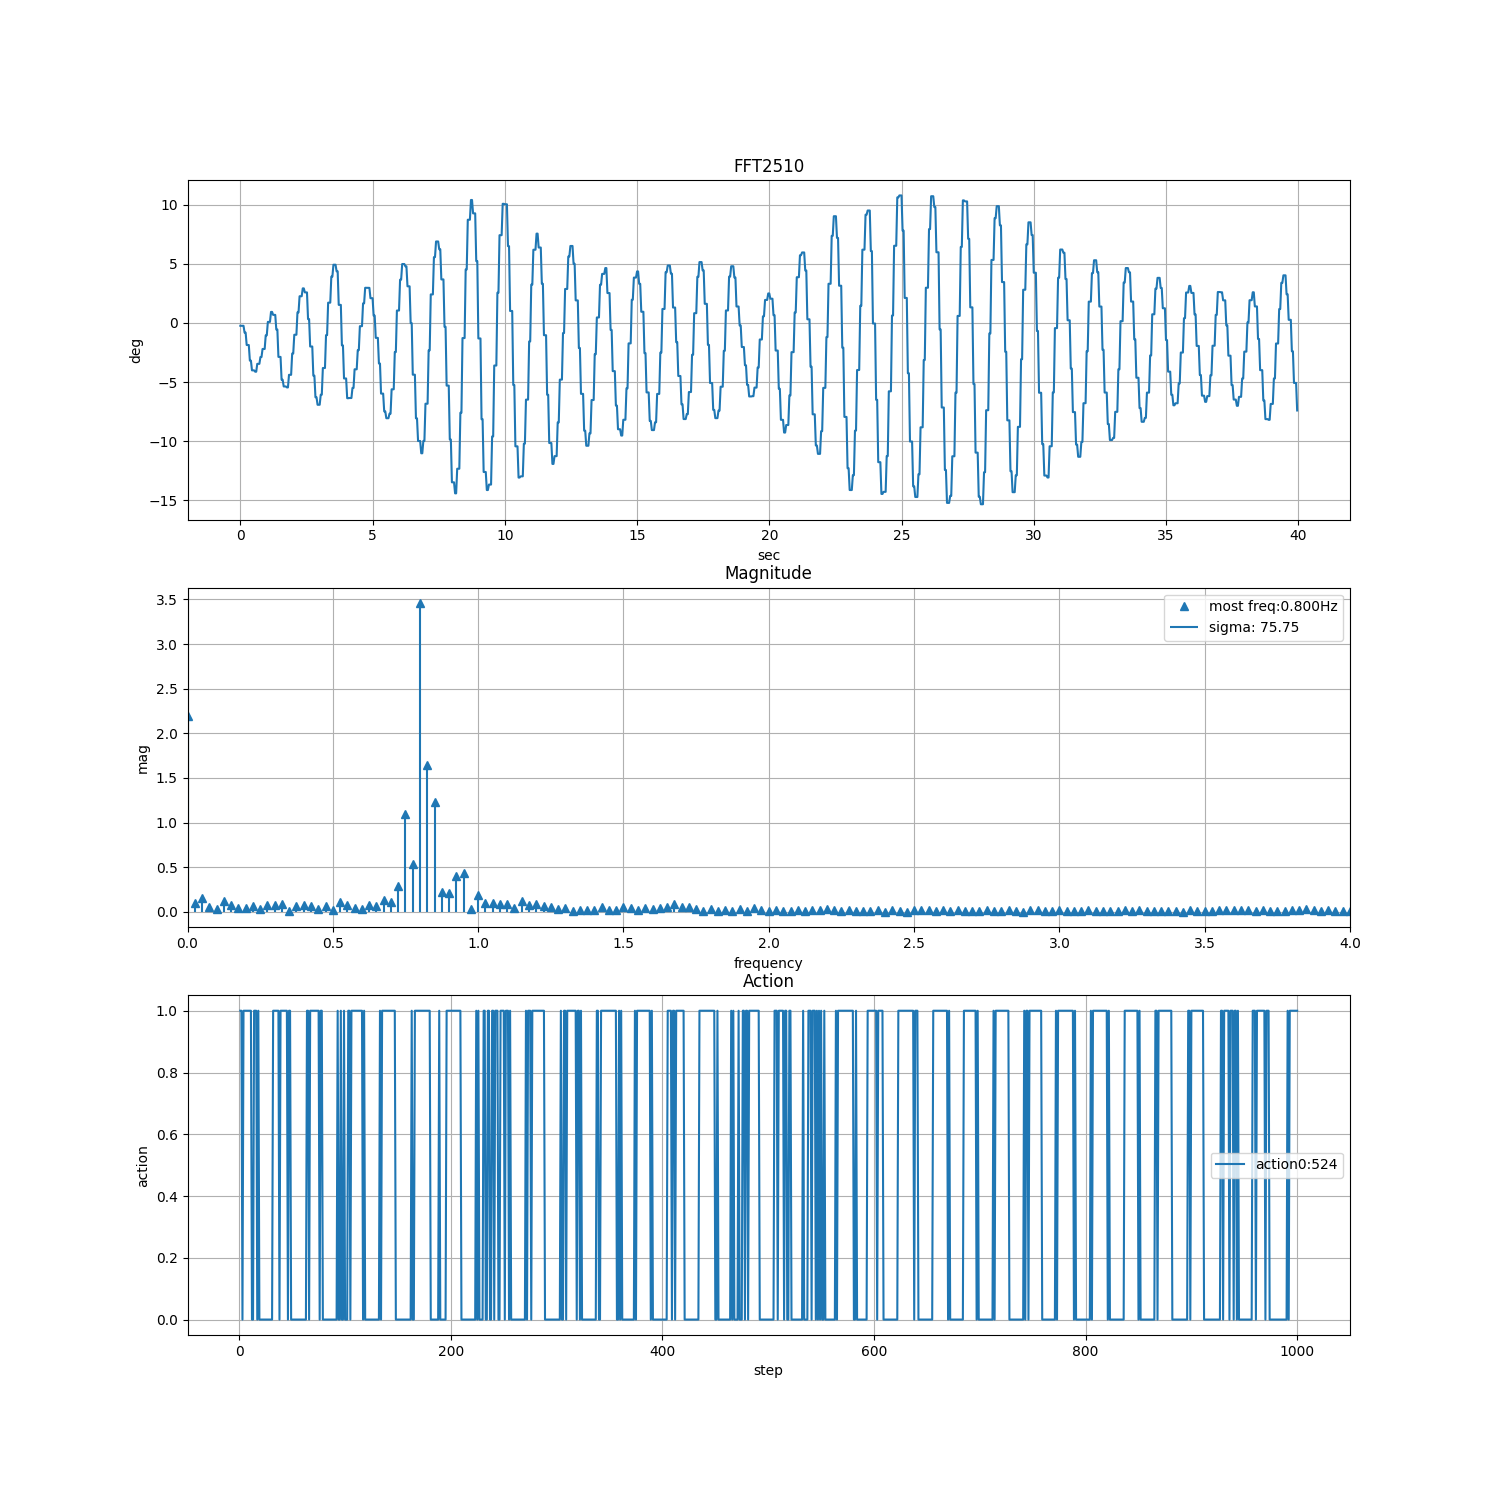 FFT2510
10
5
0
−5
−10
−15
deg
0 5 10 15 20 25 30 35 40
sec
Magnitude
3.5
3.0
2.5
2.0
1.5
1.0
0.5
0.0
mag
most freq:0.800Hz
sigma: 75.75
0.0 0.5 1.0 1.5 2.0 2.5 3.0 3.5 4.0
frequency
Action
1.0
0.8
0.6
0.4
0.2
0.0
action
action0:524
0 200 400 600 800 1000
step